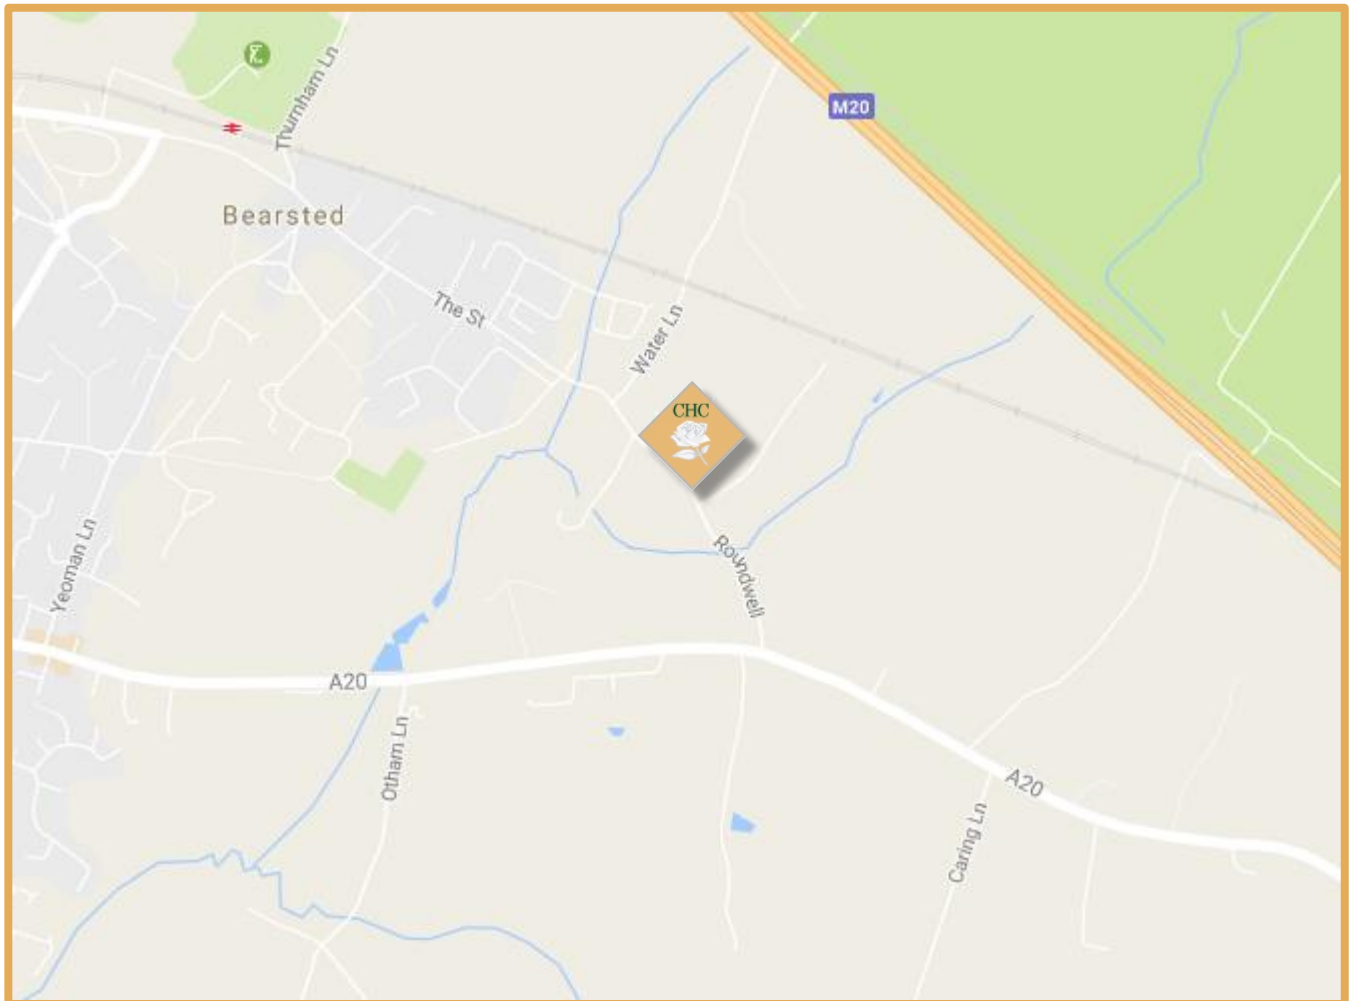 M20
Thurnham Ln
Bearsted
The St
Water Ln
CHC
Yeoman Ln
Roundwell
A20
Otham Ln
A20
Caring Ln